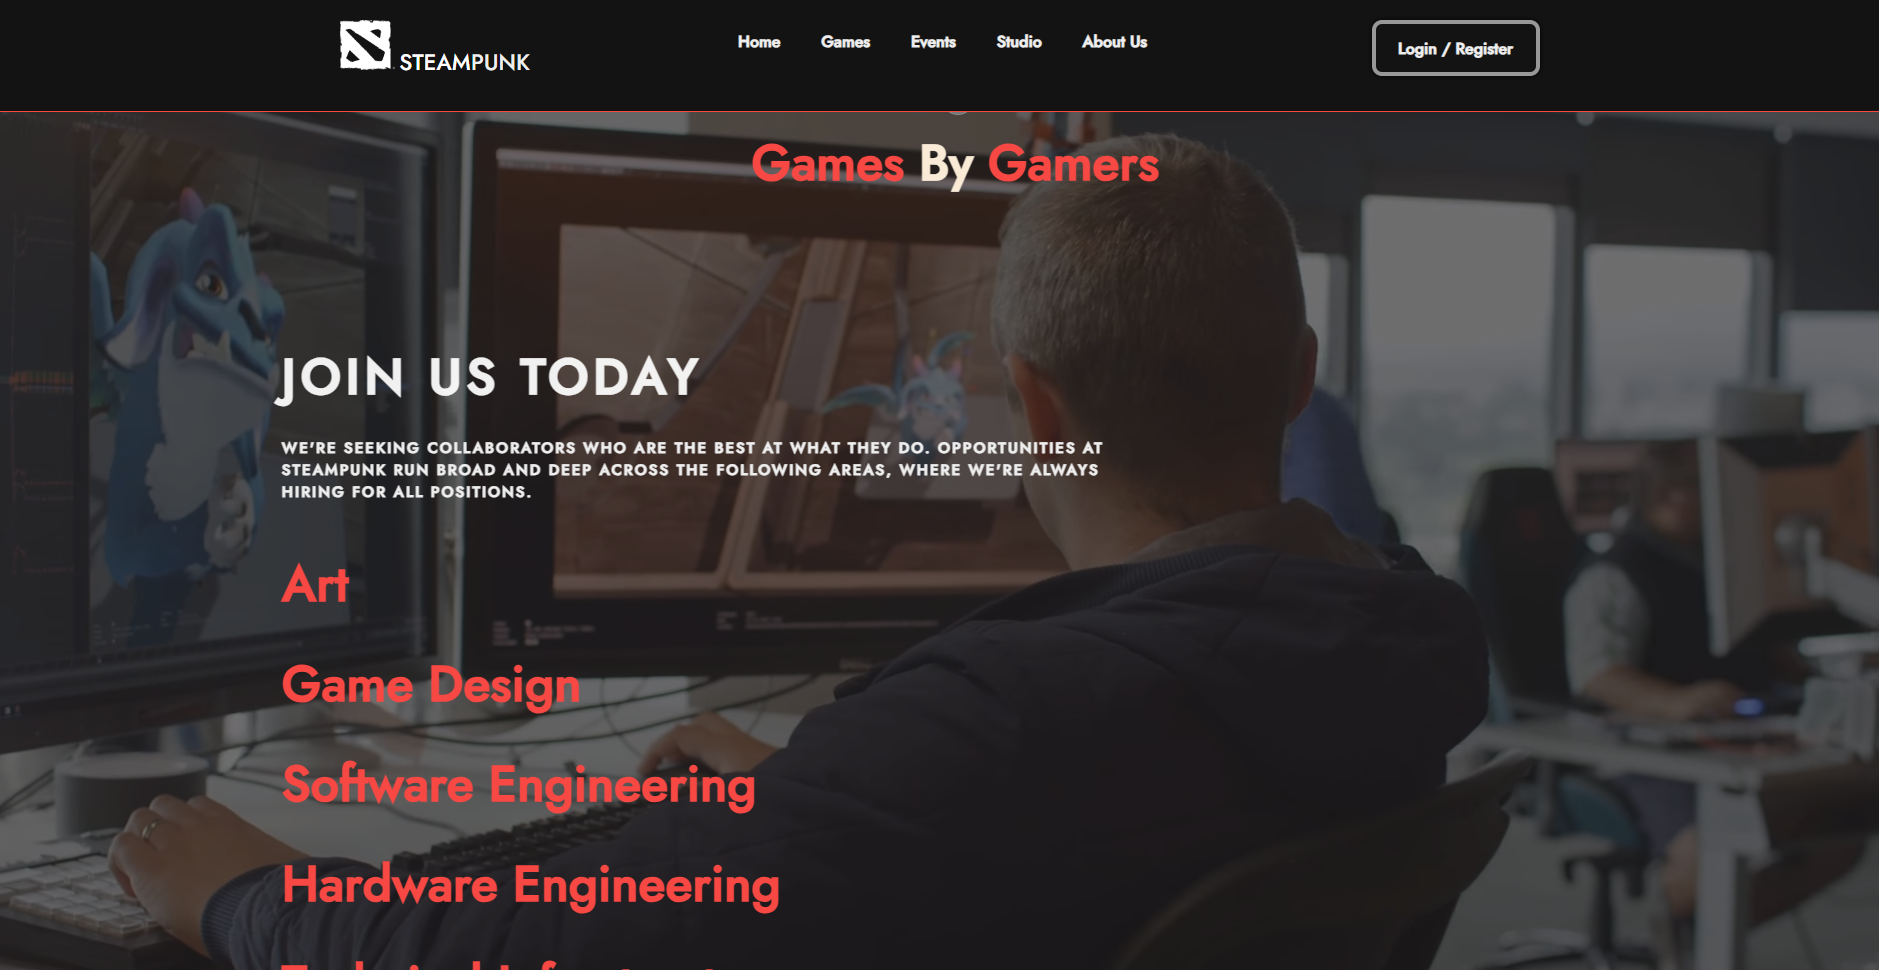 STEAMPUNK
Home Games Events Studio About Us
Login / Register
Games By Gamers
JOIN US TODAY
WE'RE SEEKING COLLABORATORS WHO ARE THE BEST AT WHAT THEY DO. OPPORTUNITIES AT
STEAMPUNK RUN BROAD AND DEEP ACROSS THE FOLLOWING AREAS, WHERE WE'RE ALWAYS
HIRING FOR ALL POSITIONS.
Art
Game Design
Software Engineering
Hardware Engineering